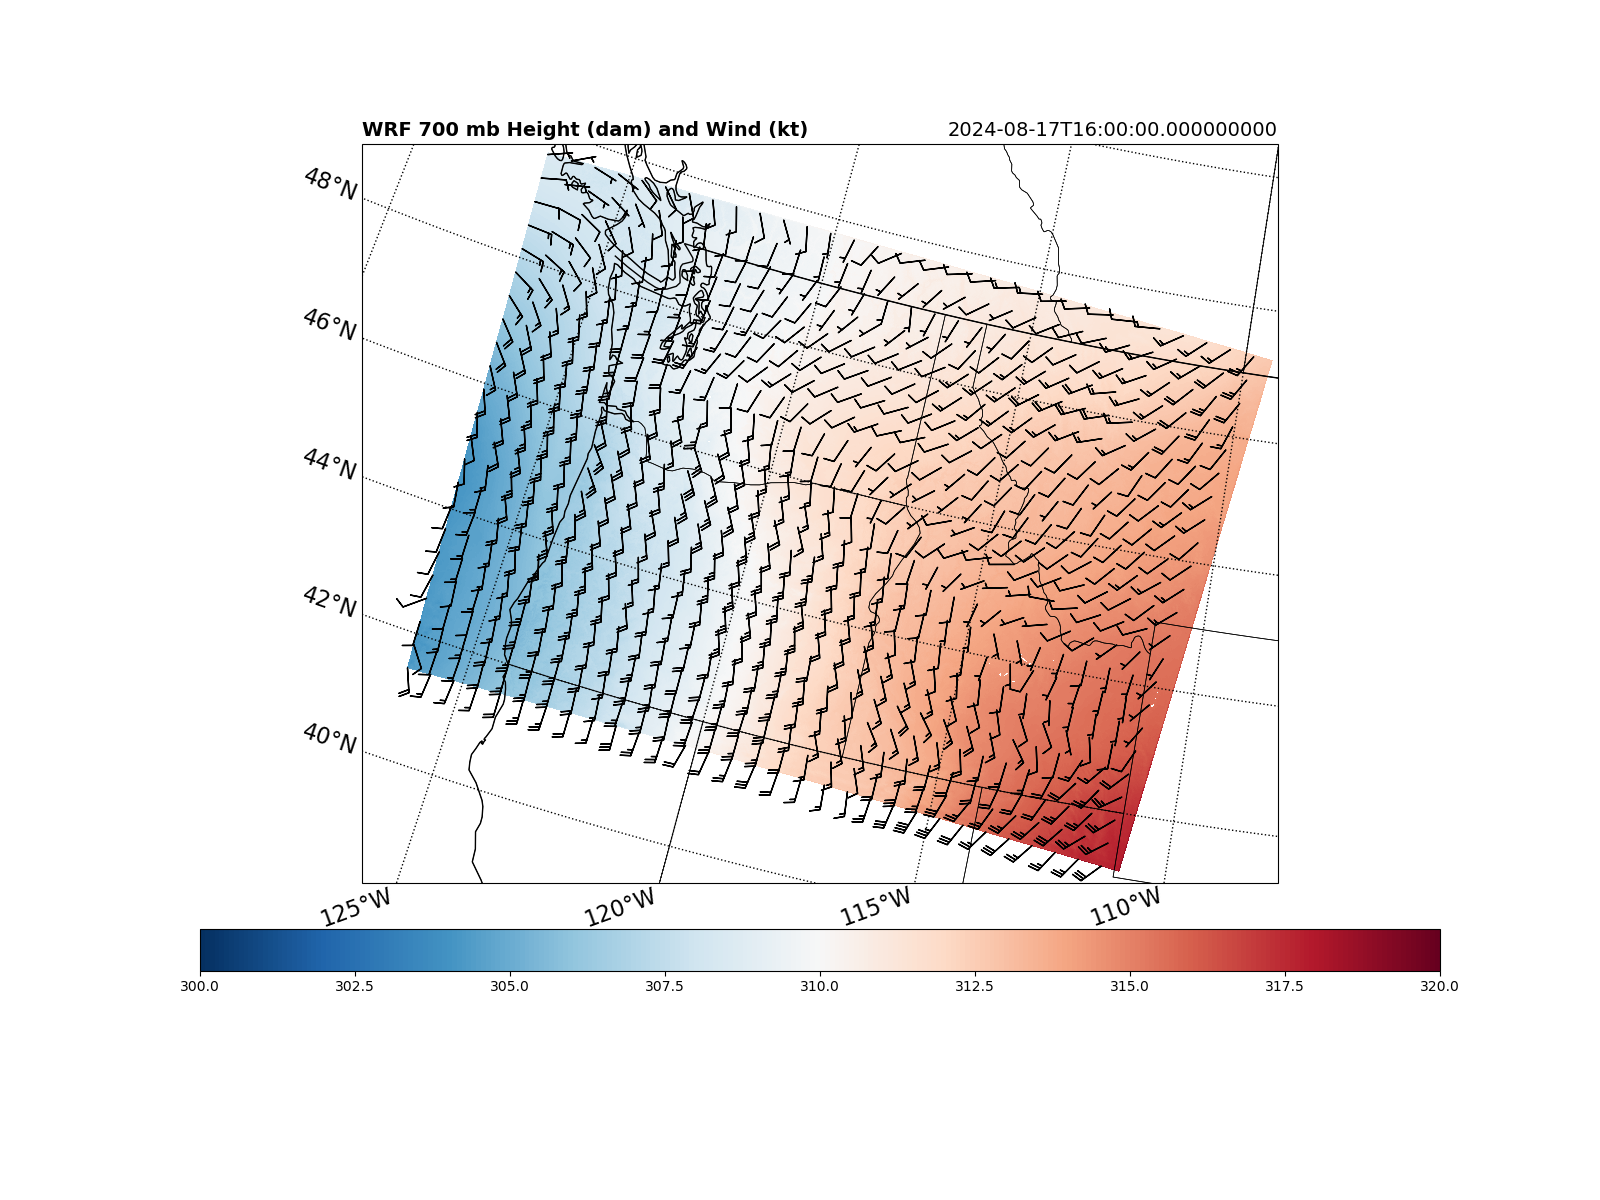 WRF 700 mb Height (dam) and Wind (kt)
2024-08-17T16:00:00.000000000
48°N
46°N
44°N
42°N
40°N
125°W
120°W
115°W
110°W
300.0
302.5
305.0
307.5
310.0
312.5
315.0
317.5
320.0